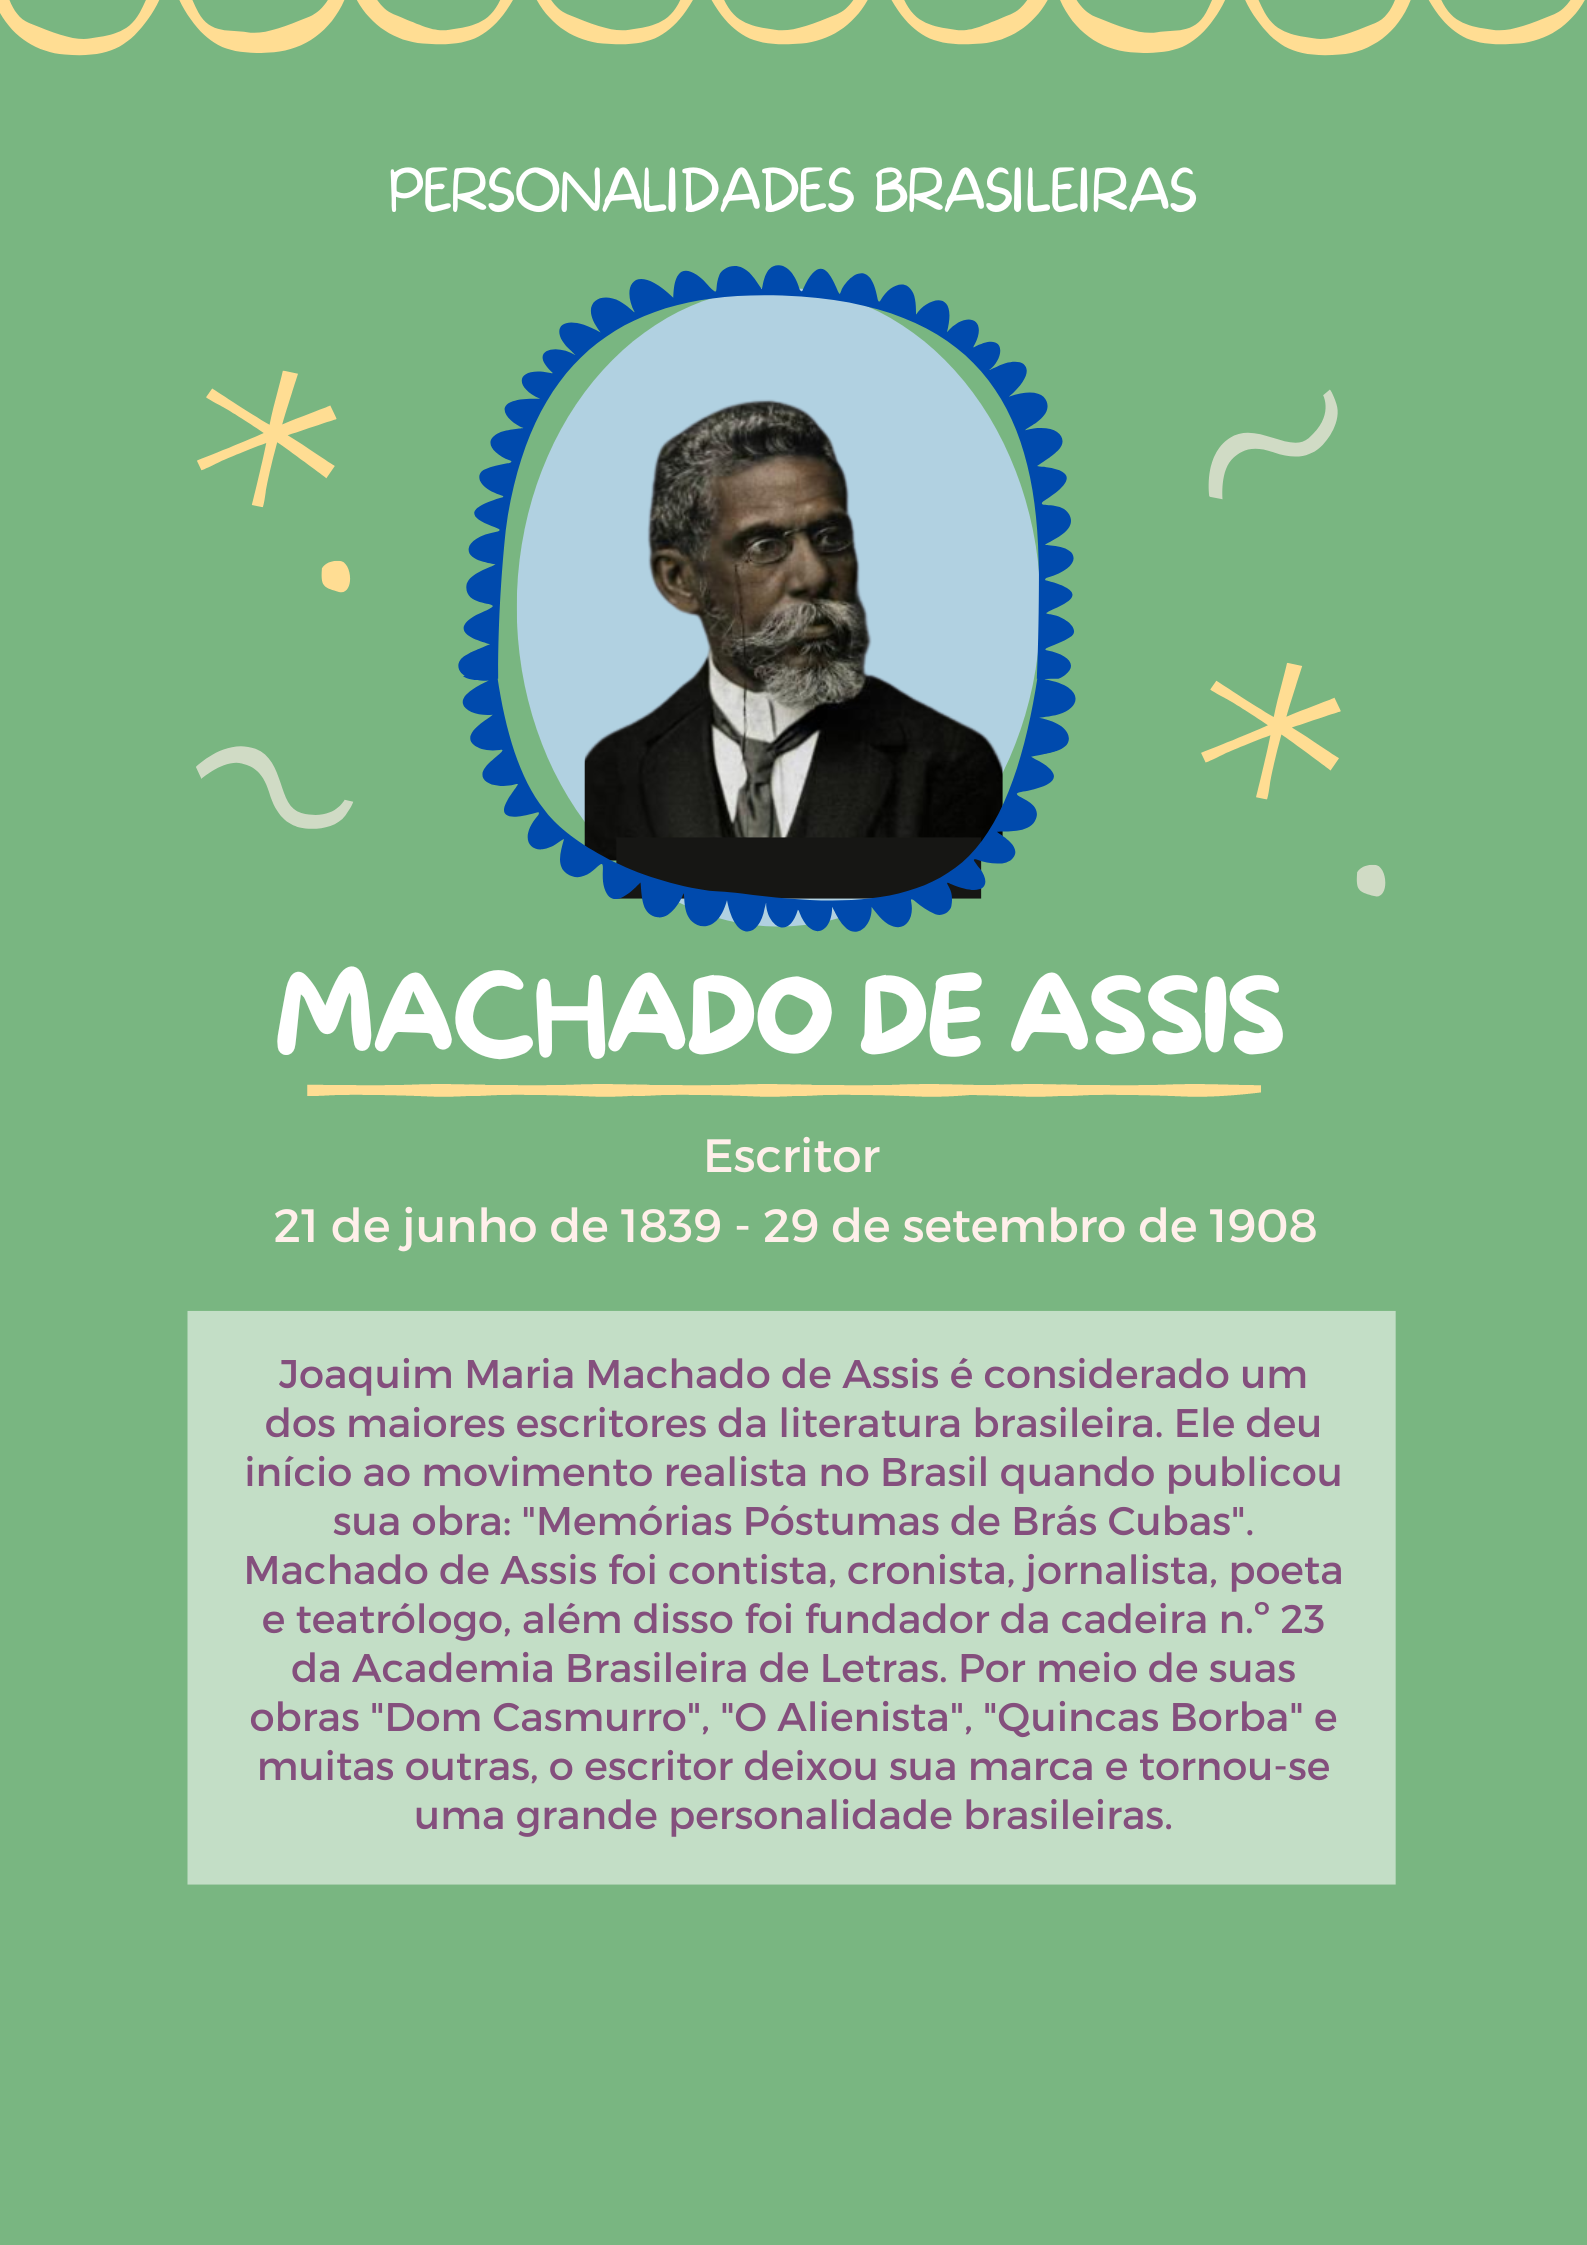 PERSONALIDADES BRASILEIRAS
MACHADO DE ASSIS
Escritor
21 de junho de 1839 - 29 de setembro de 1908
Joaquim Maria Machado de Assis é considerado um
dos maiores escritores da literatura brasileira. Ele deu
início ao movimento realista no Brasil quando publicou
sua obra: "Memórias Póstumas de Brás Cubas".
Machado de Assis foi contista, cronista, jornalista, poeta
e teatrólogo, além disso foi fundador da cadeira n.º 23
da Academia Brasileira de Letras. Por meio de suas
obras "Dom Casmurro", "O Alienista", "Quincas Borba" e
muitas outras, o escritor deixou sua marca e tornou-se
uma grande personalidade brasileiras.